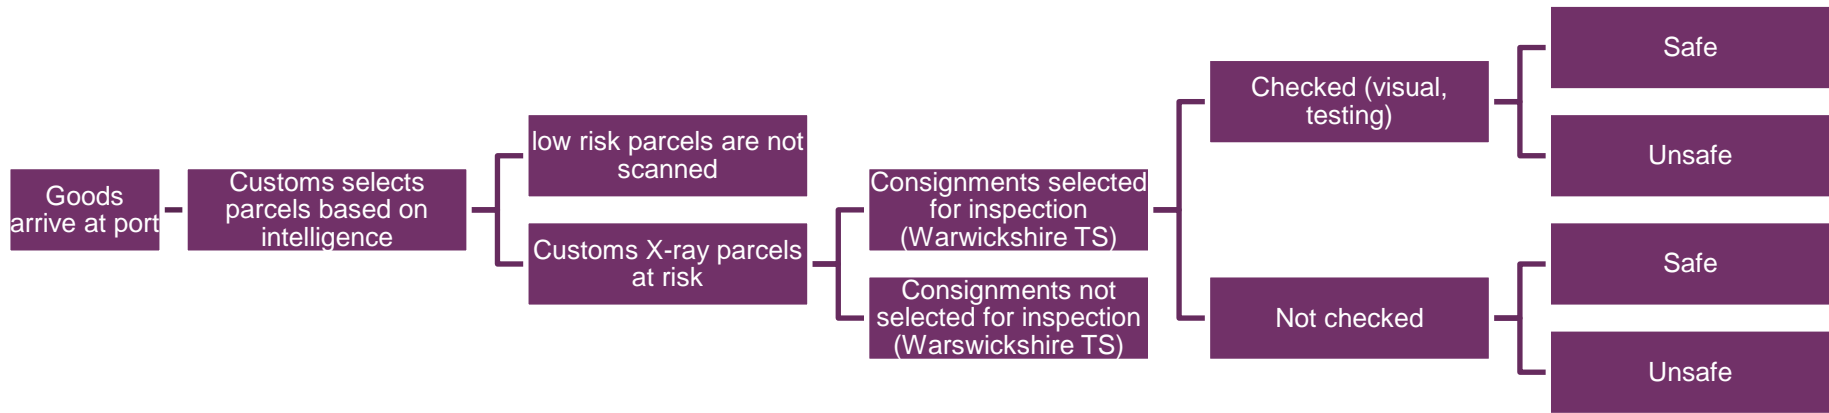 Goods
arrive at port
Customs selects
parcels based on
intelligence
low risk parcels are not
scanned
Customs X-ray parcels
at risk
Consignments selected
for inspection
(Warwickshire TS)
Consignments not
selected for inspection
(Warswickshire TS)
Checked (visual,
testing)
Not checked
Safe
Unsafe
Safe
Unsafe